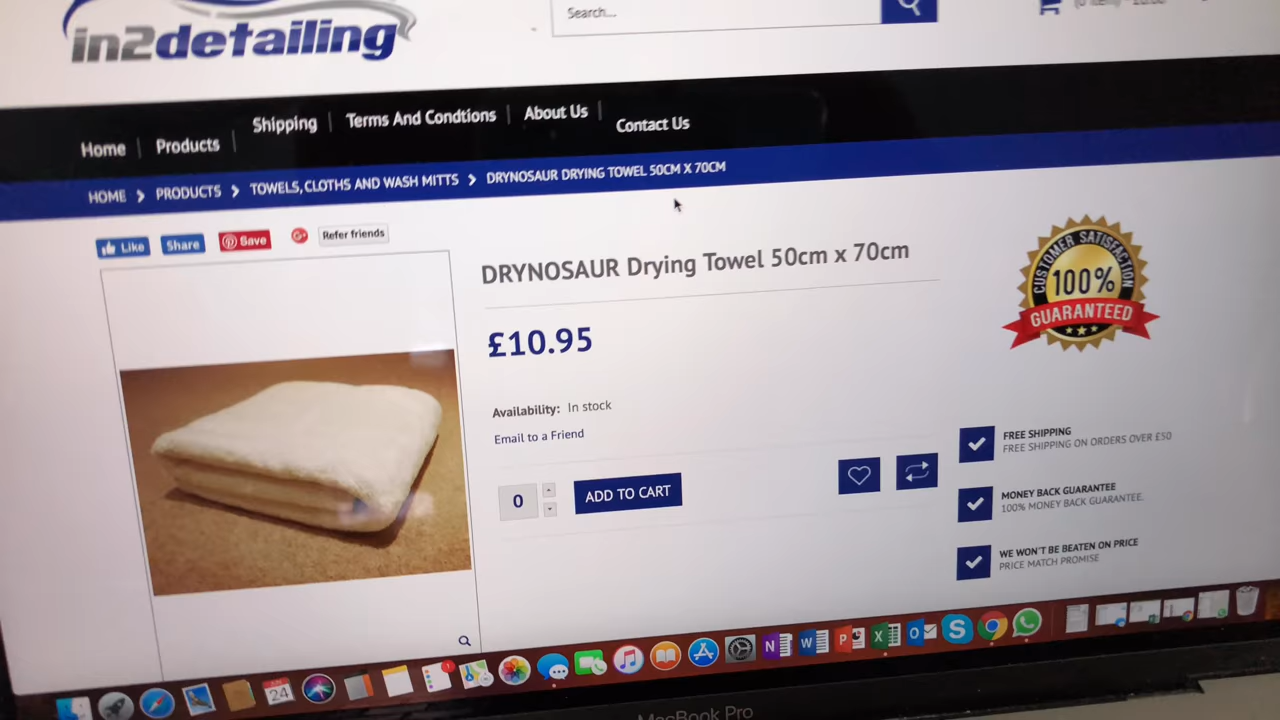 in2detailing
Search...
Home
Products
Shipping
Terms And Condtions
About Us
Contact Us
HOME > PRODUCTS > TOWELS, CLOTHS AND WASH MITTS > DRYNOSAUR DRYING TOWEL 50CM X 70CM
Like
Share
Save
G+
Refer friends
DRYNOSAUR Drying Towel 50cm x 70cm
£10.95
Availability: In stock
Email to a Friend
0
ADD TO CART
CUSTOMER SATISFACTION
100%
GUARANTEED
FREE SHIPPING
FREE SHIPPING ON ORDERS OVER £50
MONEY BACK GUARANTEE
100% MONEY BACK GUARANTEE.
WE WON'T BE BEATEN ON PRICE
PRICE MATCH PROMISE
24
1
N
W
P
X
O
S
MacBook Pro